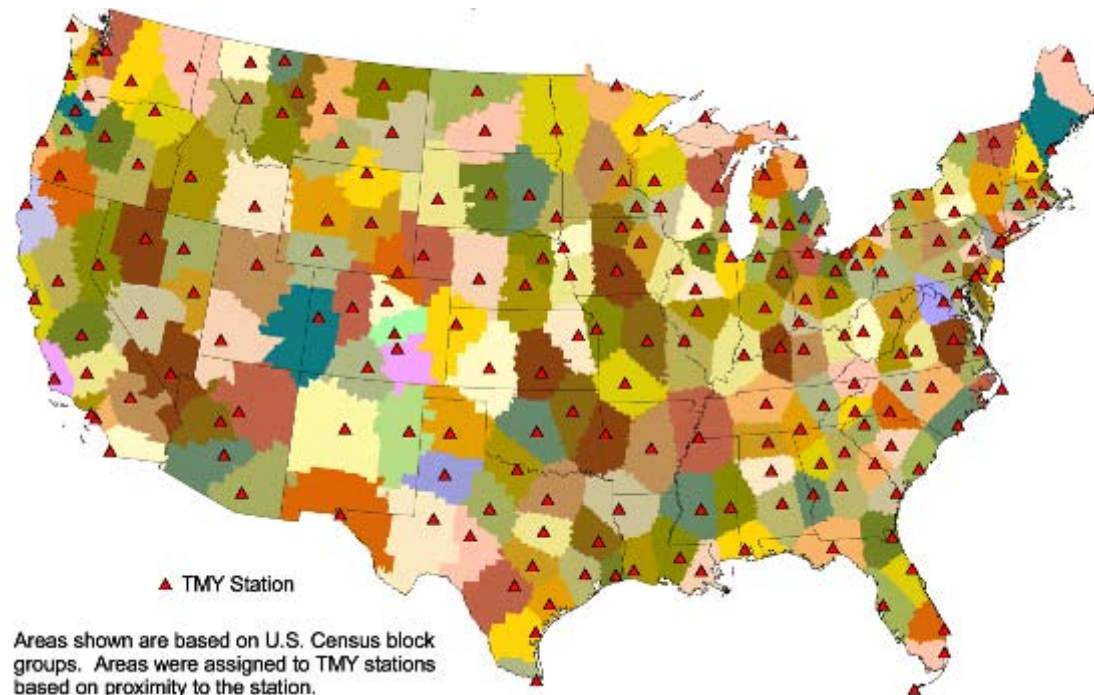 TMY Station
Areas shown are based on U.S. Census block
groups. Areas were assigned to TMY stations
based on proximity to the station.